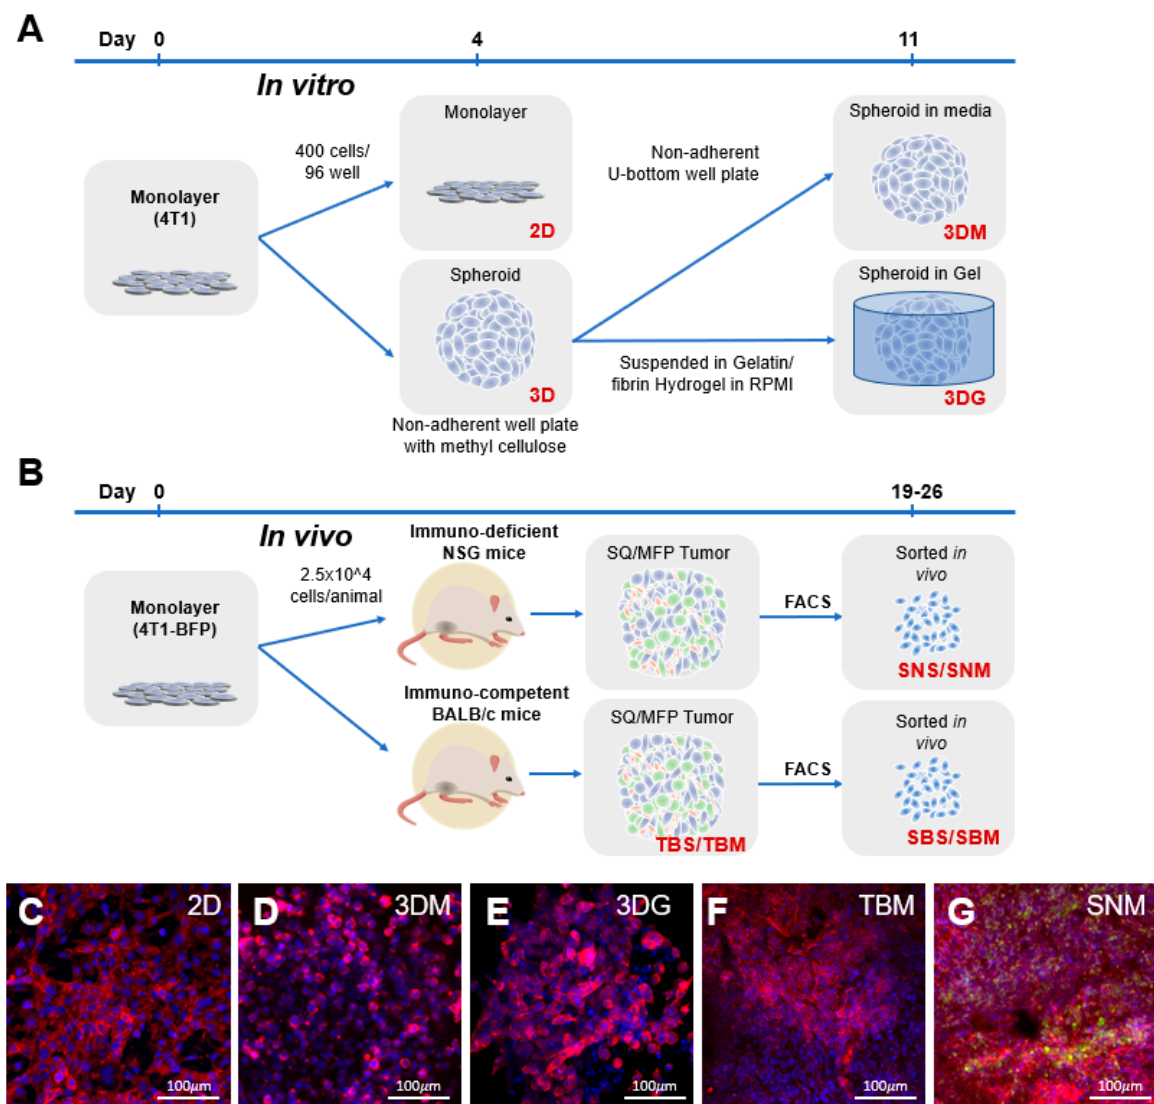 A
Day 0 4 11
In vitro
Monolayer
(4T1)
400 cells/
96 well
Monolayer
2D
Spheroid
3D
Non-adherent well plate
with methyl cellulose
Non-adherent
U-bottom well plate
Suspended in Gelatin/
fibrin Hydrogel in RPMI
Spheroid in media
3DM
Spheroid in Gel
3DG
B
Day 0 19-26
In vivo
Monolayer
(4T1-BFP)
2.5x10^4
cells/animal
Immuno-deficient
NSG mice
SQ/MFP Tumor
FACS
Sorted in
vivo
SNS/SNM
Immuno-competent
BALB/c mice
SQ/MFP Tumor
TBS/TBM
FACS
Sorted in
vivo
SBS/SBM
C 2D
100µm
D 3DM
100µm
E 3DG
100µm
F TBM
100µm
G SNM
100µm